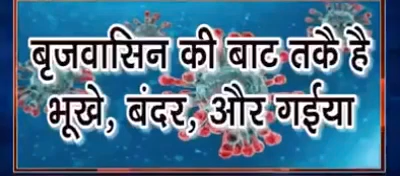 बृजवासिन की बाट तकै है
भूखे, बंदर, और गईया